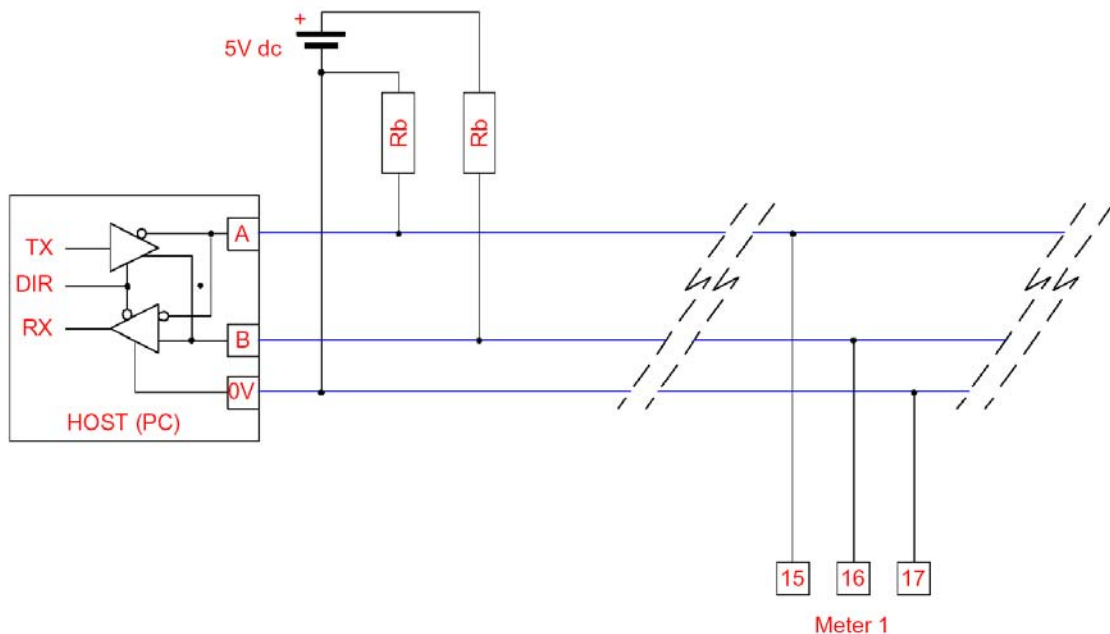 +
5V dc
Rb
Rb
TX
A
DIR
RX
B
0V
HOST (PC)
15
16
17
Meter 1